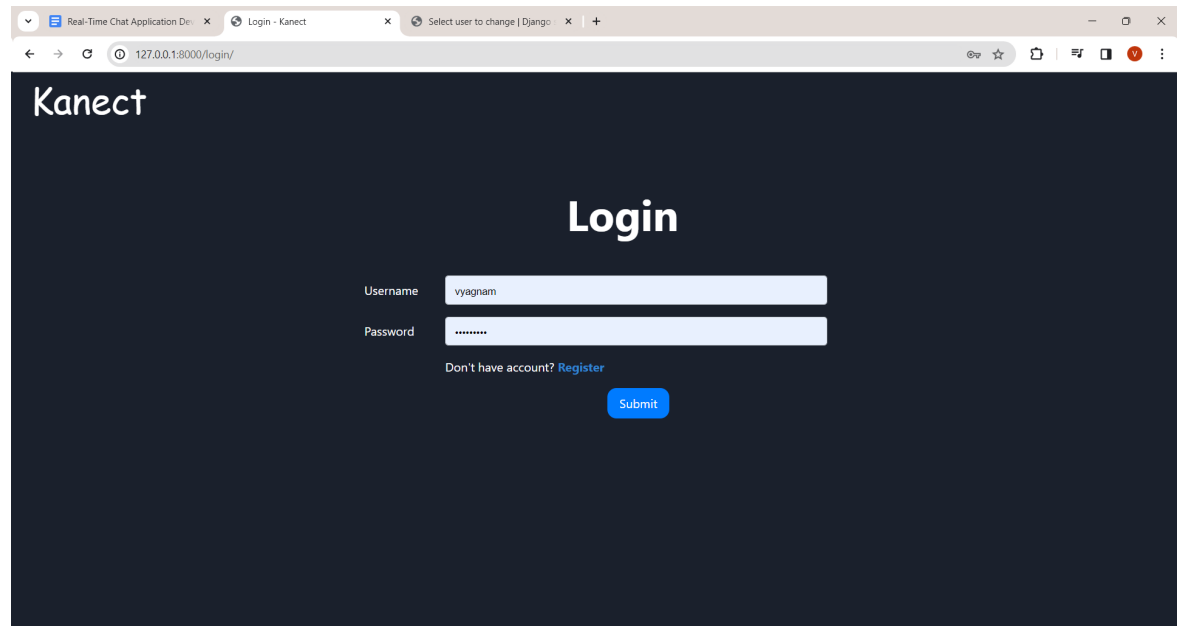 Real-Time Chat Application Dev
Login - Kanect
Select user to change | Django
127.0.0.1:8000/login/
V
Kanect
Login
Username
vyagnam
Password
•••••••••
Don't have account? Register
Submit